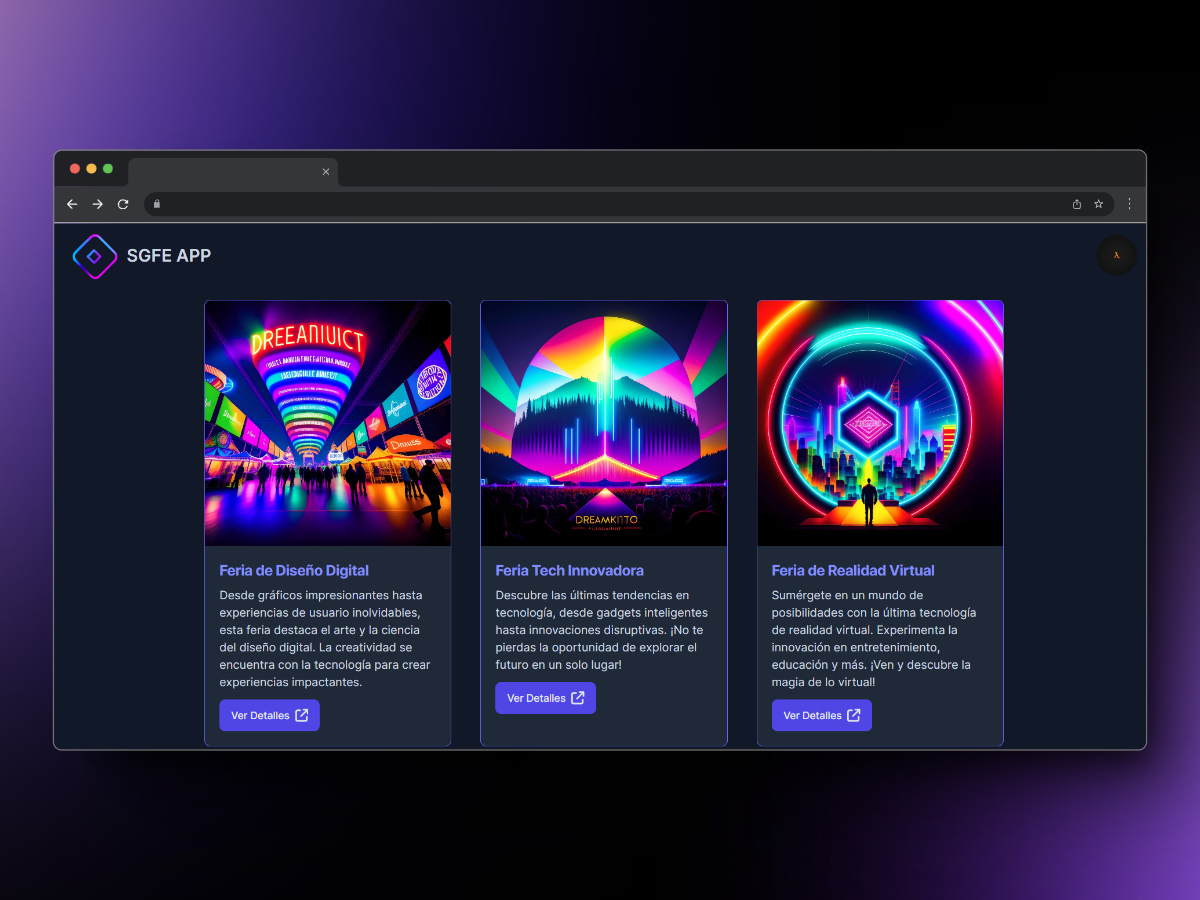 SGFE APP
λ
DREEANIUICT
DREAMKITTO
Feria de Diseño Digital
Desde gráficos impresionantes hasta
experiencias de usuario inolvidables,
esta feria destaca el arte y la ciencia
del diseño digital. La creatividad se
encuentra con la tecnología para crear
experiencias impactantes.
Ver Detalles
Feria Tech Innovadora
Descubre las últimas tendencias en
tecnología, desde gadgets inteligentes
hasta innovaciones disruptivas. ¡No te
pierdas la oportunidad de explorar el
futuro en un solo lugar!
Ver Detalles
Feria de Realidad Virtual
Sumérgete en un mundo de
posibilidades con la última tecnología
de realidad virtual. Experimenta la
innovación en entretenimiento,
educación y más. ¡Ven y descubre la
magia de lo virtual!
Ver Detalles